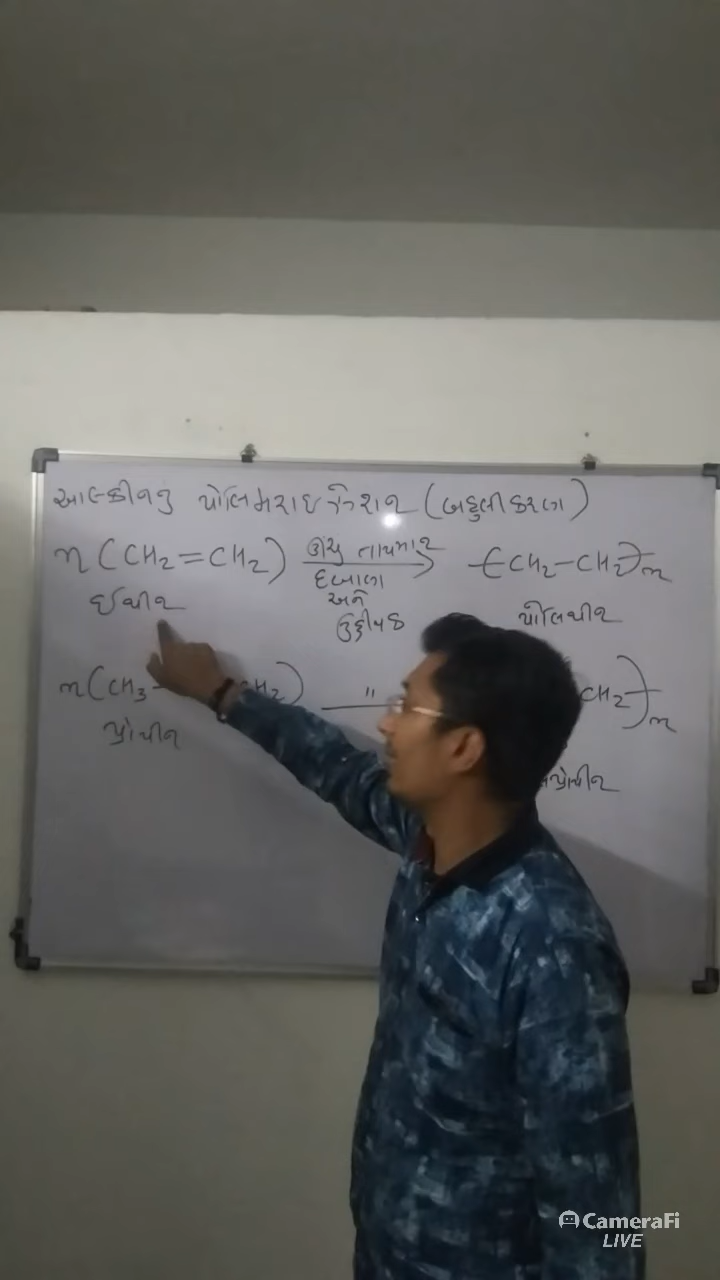 આલ્કીનનું પોલિમરાઇઝેશન (બહુલીકરણ)
n(CH₂=CH₂) ઊંચુ તાપમાન -(CH₂-CH₂)n
દબાણ
અને
ઉદ્દીપક
ઈથીન પોલિથીન
n(CH₃- CH₂) " CH₂-)n
પ્રોપીન પ્રોપીન
CameraFi
LIVE